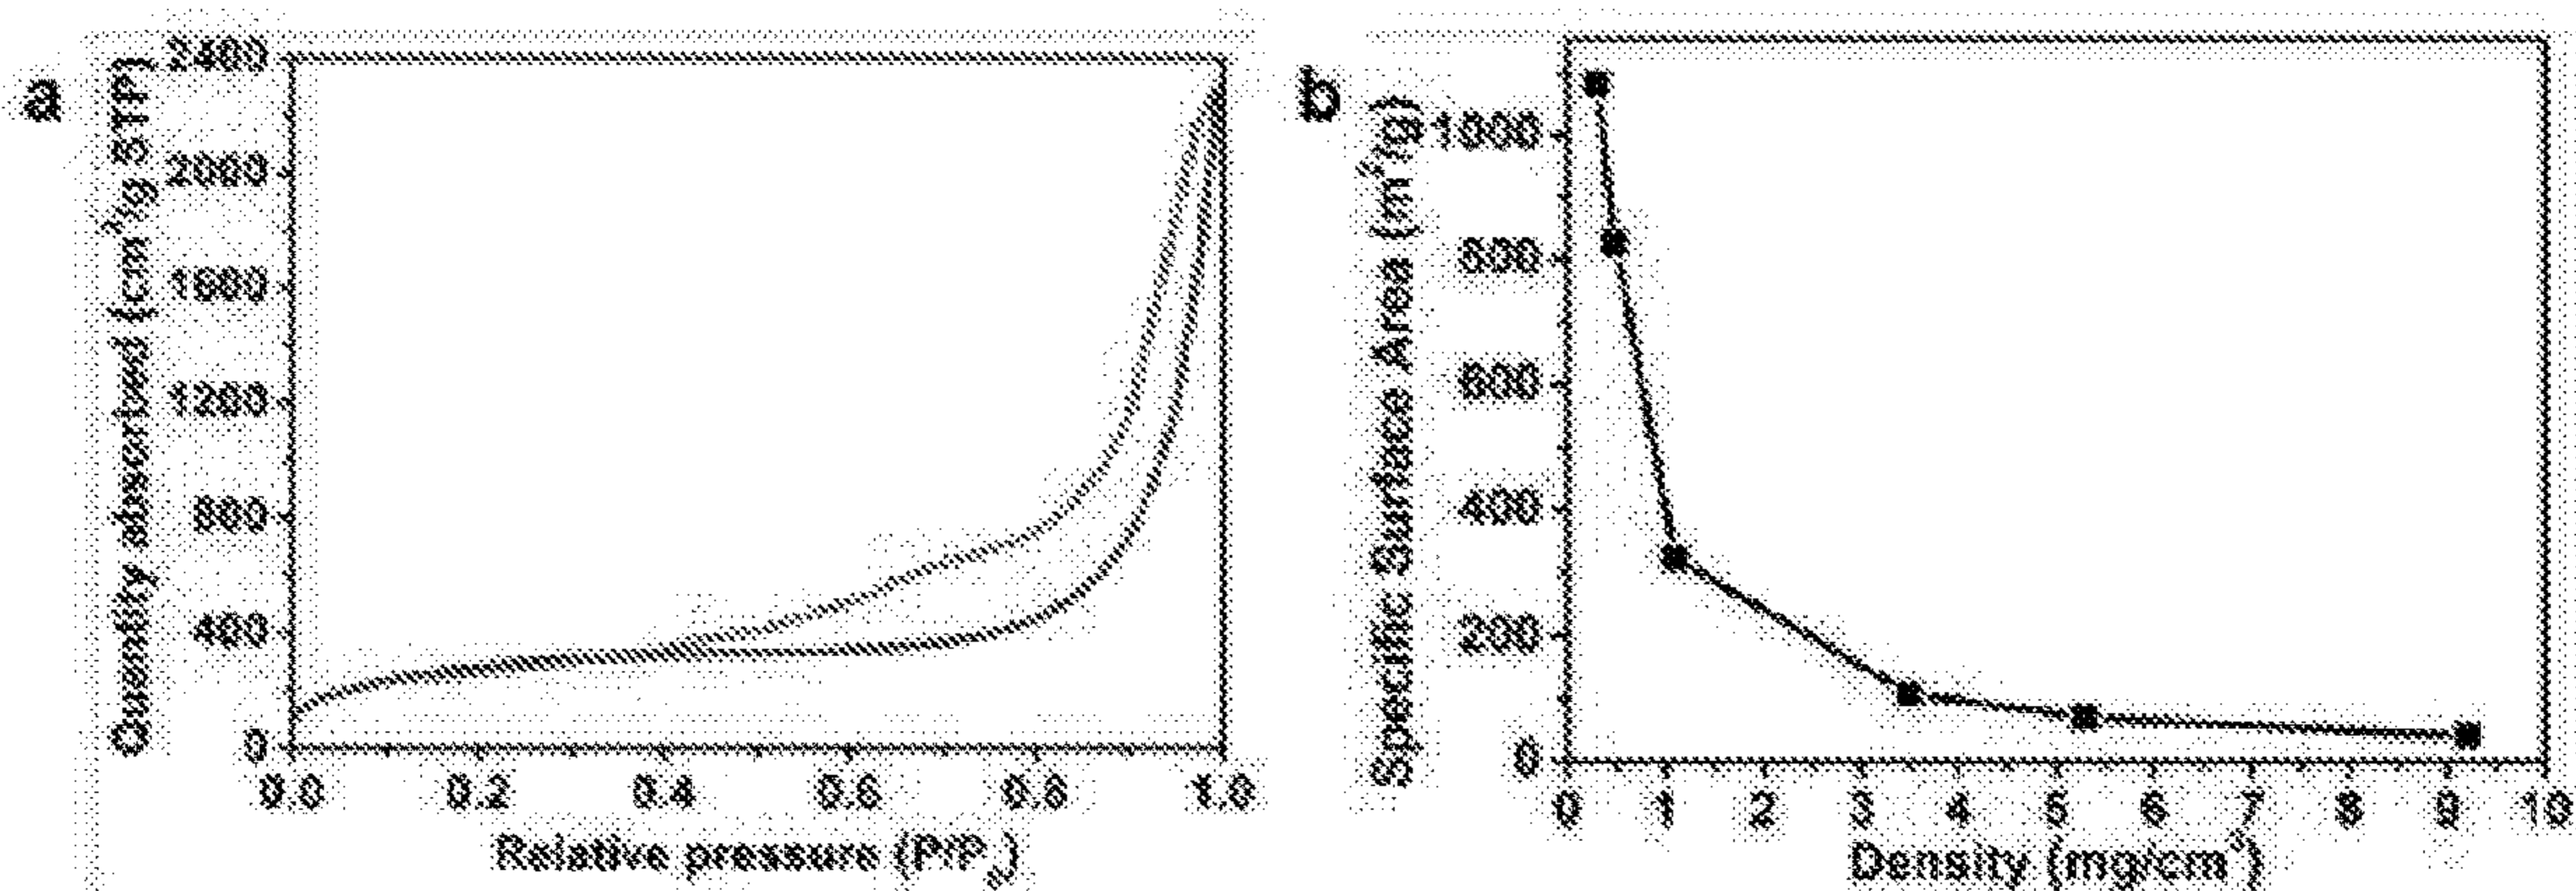 a
Quantity absorbed (cm³/g STP)
2400
2000
1600
1200
800
400
0
0.0 0.2 0.4 0.6 0.8 1.0
Relative pressure (P/P₀)
b
Specific Surface Area (m²/g)
1000
800
600
400
200
0
0 1 2 3 4 5 6 7 8 9 10
Density (mg/cm³)